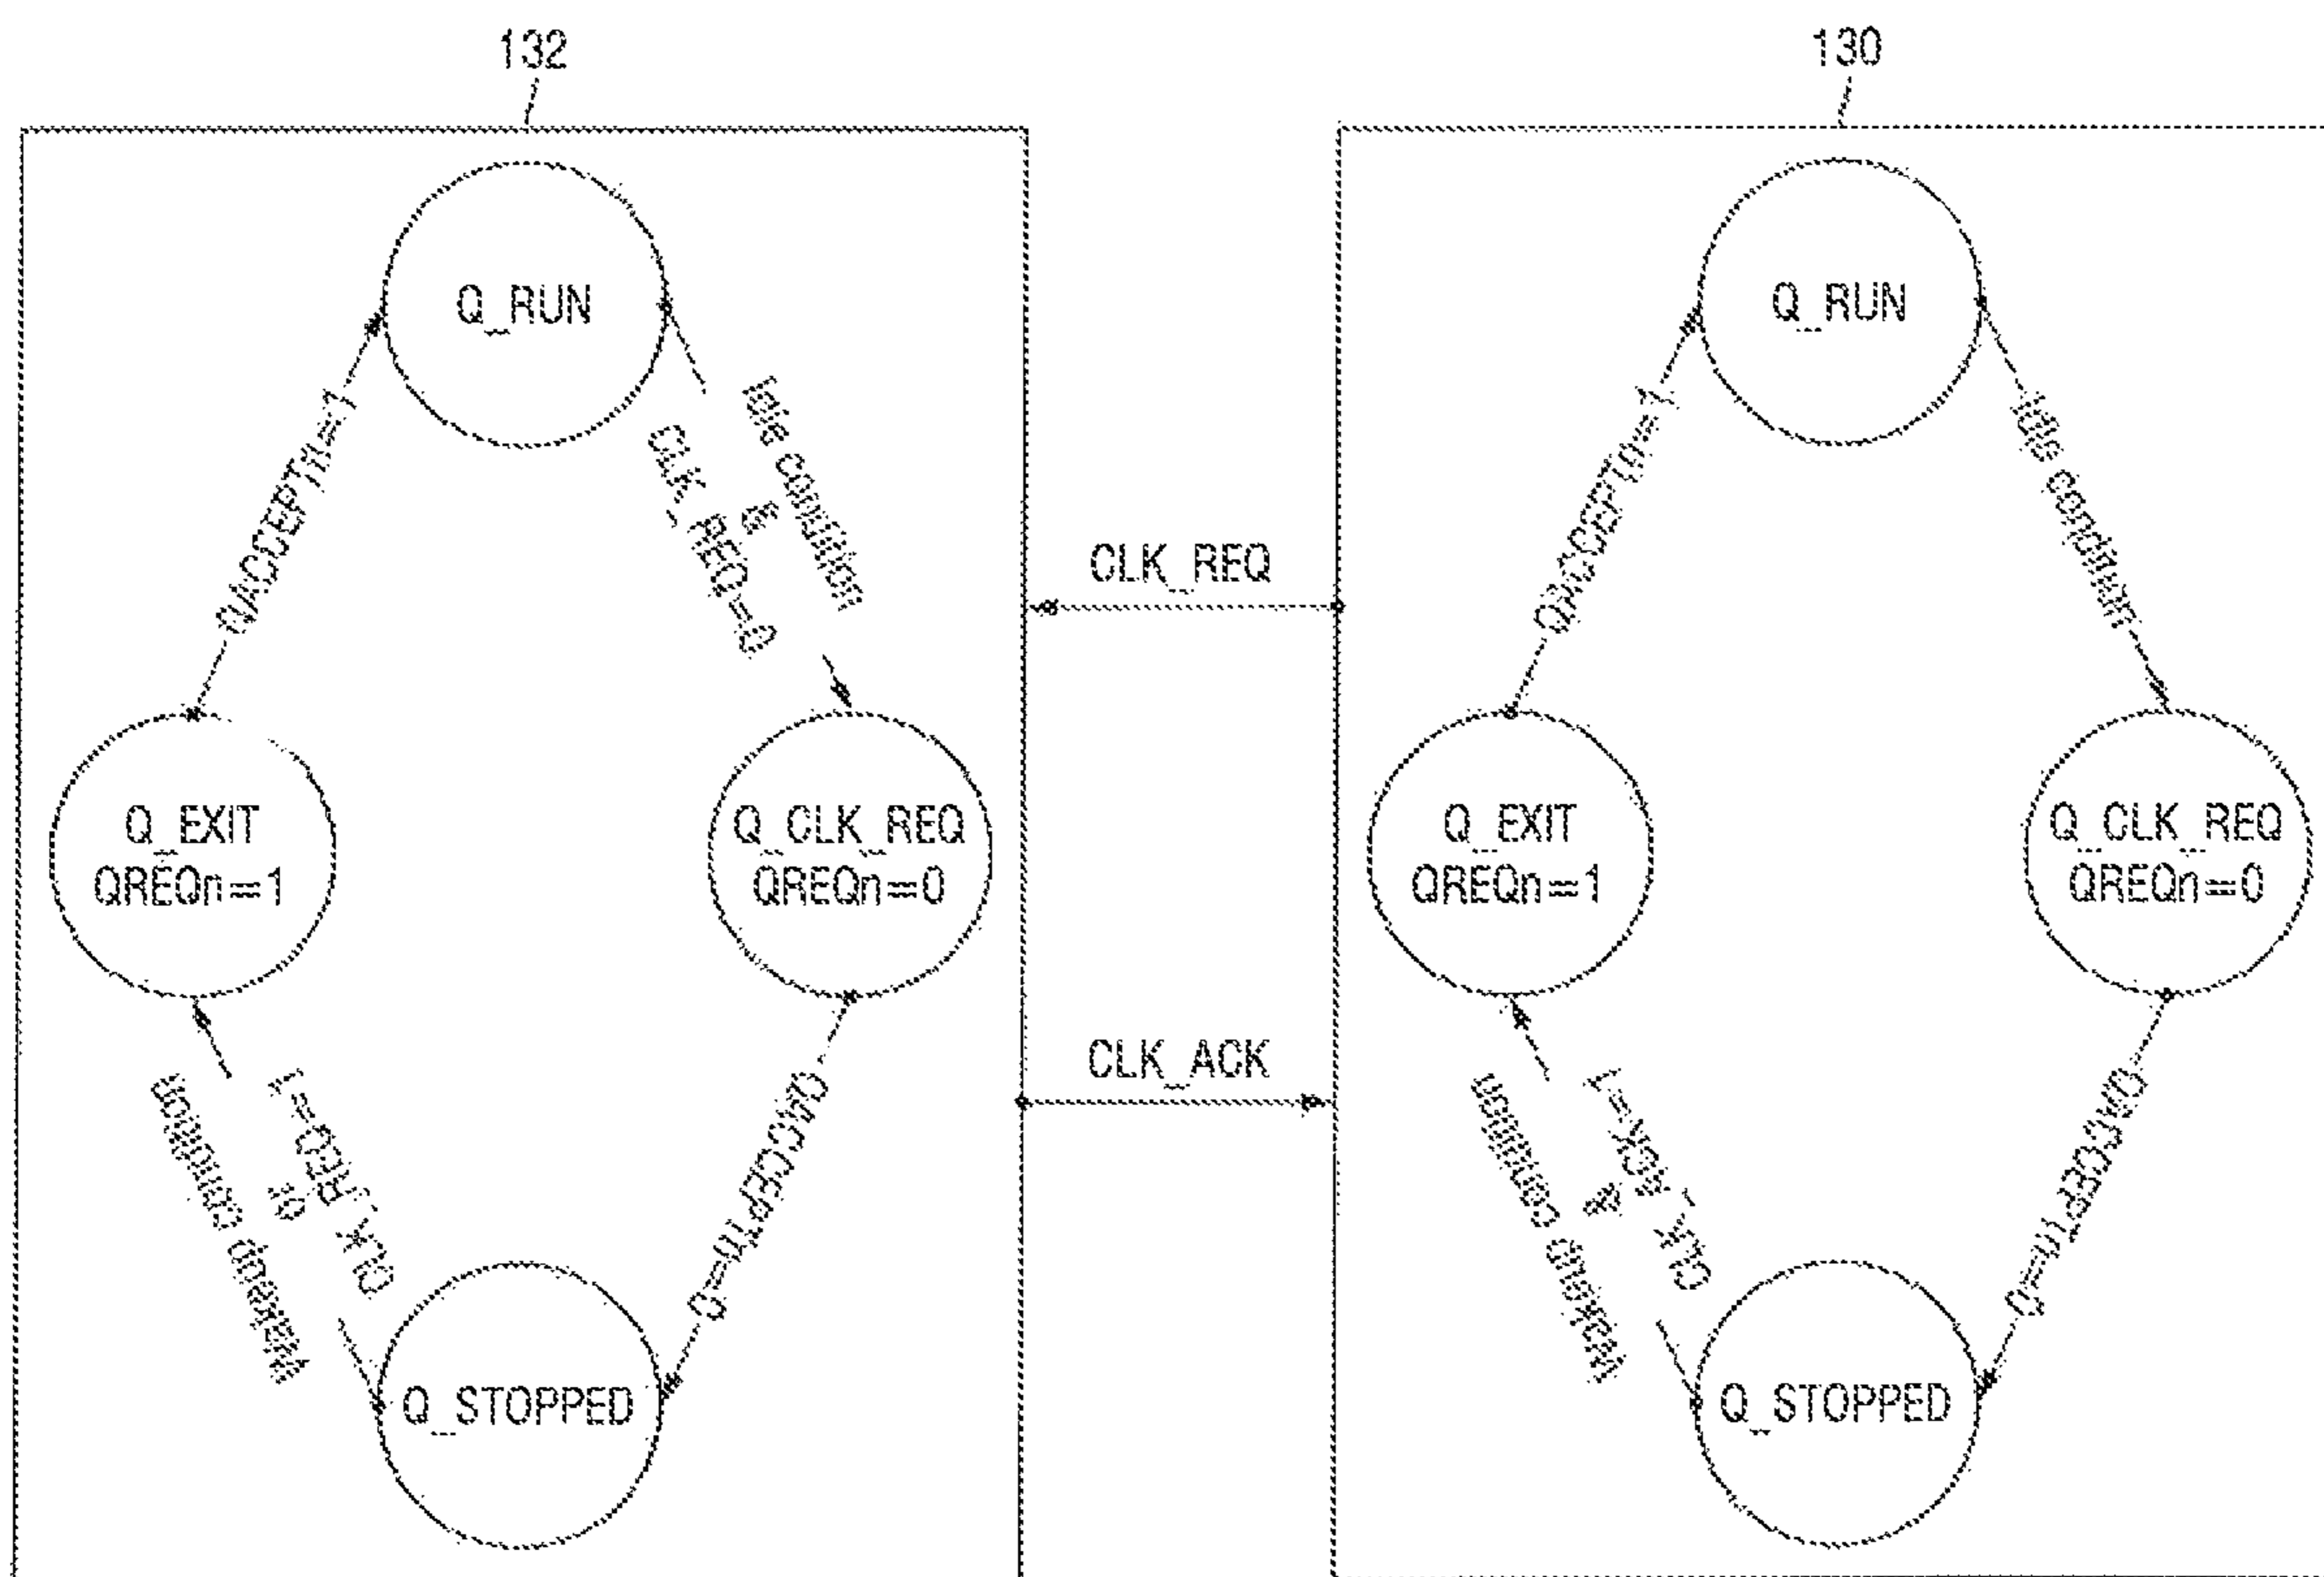 132
130
Q_RUN
QACCEPTn=1
Idle condition
&
CLK_REQ=0
Q_EXIT
QREQn=1
Q_CLK_REQ
QREQn=0
Wakeup condition
or
CLK_REQ=1
QACCEPTn=0
Q_STOPPED
CLK_REQ
CLK_ACK
Q_RUN
QACCEPTn=1
Idle condition
Q_EXIT
QREQn=1
Q_CLK_REQ
QREQn=0
Wakeup condition
&
CLK_ACK=1
QACCEPTn=0
Q_STOPPED